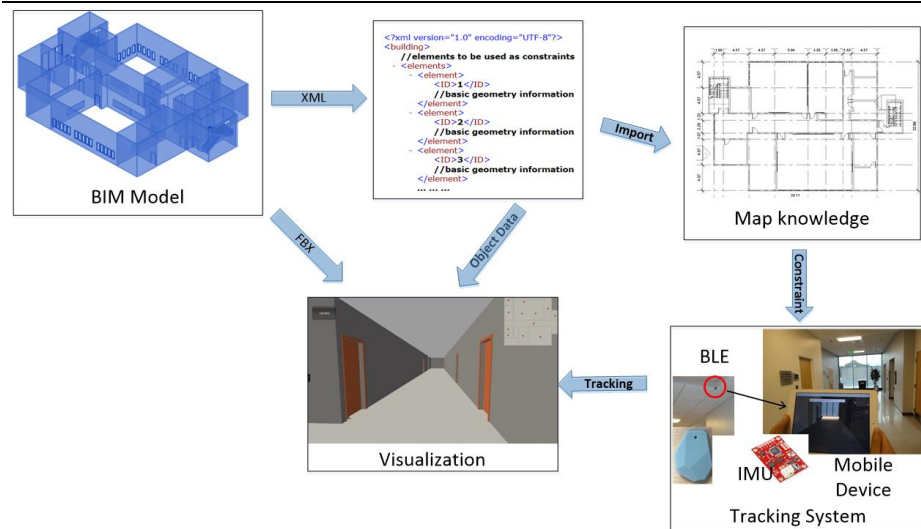 <?xml version="1.0" encoding="UTF-8"?>
<building>
//elements to be used as constraints
- <elements>
- <element>
<ID>1</ID>
//basic geometry information
</element>
- <element>
<ID>2</ID>
//basic geometry information
</element>
- <element>
<ID>3</ID>
//basic geometry information
</element>
... ... ...
XML
BIM Model
Import
Map knowledge
FBX
Object Data
Constraint
Visualization
Tracking
BLE
IMU
Mobile
Device
Tracking System